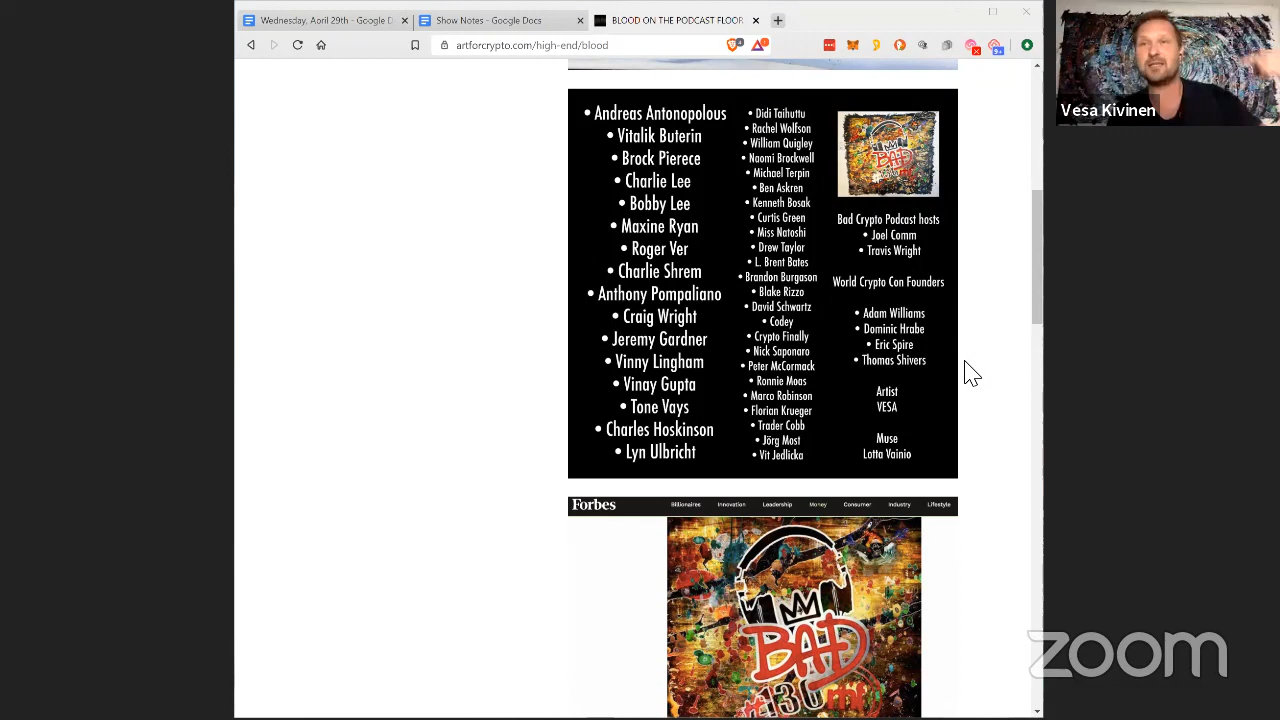 Wednesday, Aoril 29th - Google D
Show Notes - Google Docs
BLOOD ON THE PODCAST FLOOR
artforcrypto.com/high-end/blood
4
1
9+
Vesa Kivinen
• Andreas Antonopolous
• Vitalik Buterin
• Brock Pierece
• Charlie Lee
• Bobby Lee
• Maxine Ryan
• Roger Ver
• Charlie Shrem
• Anthony Pompaliano
• Craig Wright
• Jeremy Gardner
• Vinny Lingham
• Vinay Gupta
• Tone Vays
• Charles Hoskinson
• Lyn Ulbricht
• Didi Taihuttu
• Rachel Wolfson
• William Quigley
• Naomi Brockwell
• Michael Terpin
• Ben Askren
• Kenneth Bosak
• Curtis Green
• Miss Natoshi
• Drew Taylor
• L. Brent Bates
• Brandon Burgason
• Blake Rizzo
• David Schwartz
• Codey
• Crypto Finally
• Nick Saponaro
• Peter McCormack
• Ronnie Moas
• Marco Robinson
• Florian Krueger
• Trader Cobb
• Jörg Most
• Vit Jedlicka
BAD
Bad Crypto Podcast hosts
• Joel Comm
• Travis Wright
World Crypto Con Founders
• Adam Williams
• Dominic Hrabe
• Eric Spire
• Thomas Shivers
Artist
VESA
Muse
Lotta Vainio
Forbes
Billionaires
Innovation
Leadership
Money
Consumer
Industry
Lifestyle
BAD
zoom